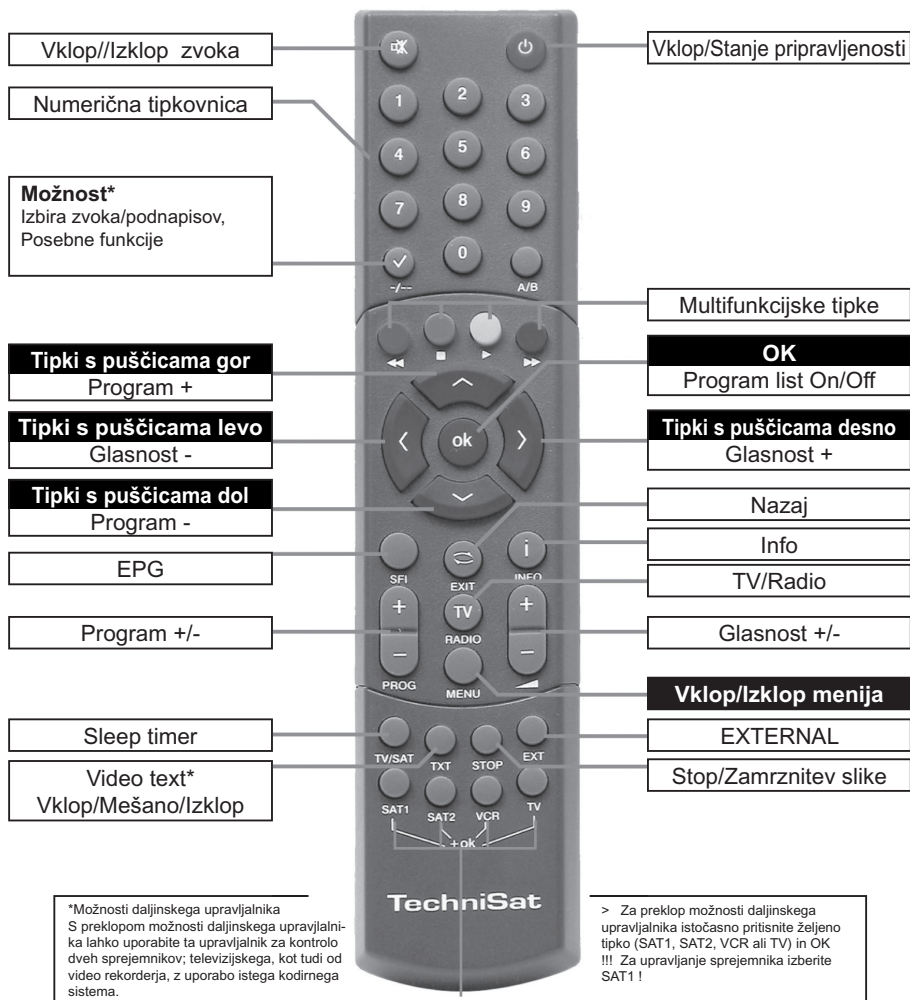 Vklop//Izklop zvoka
Vklop/Stanje pripravljenosti
Numerična tipkovnica
1 2 3
4 5 6
Možnost*
Izbira zvoka/podnapisov,
Posebne funkcije
7 8 9
0
-/--
A/B
Multifunkcijske tipke
Tipki s puščicama gor
Program +
OK
Program list On/Off
Tipki s puščicama levo
Glasnost -
ok
Tipki s puščicama desno
Glasnost +
Tipki s puščicama dol
Program -
Nazaj
EPG
Info
i
SFI
EXIT
INFO
TV/Radio
+
TV
+
RADIO
Program +/-
Glasnost +/-
−
−
PROG
MENU
Vklop/Izklop menija
Sleep timer
EXTERNAL
TV/SAT TXT STOP EXT
Video text*
Vklop/Mešano/Izklop
Stop/Zamrznitev slike
SAT1 SAT2 VCR TV
+ok
TechniSat
*Možnosti daljinskega upravljalnika
S preklopom možnosti daljinskega upravjlalni-
ka lahko uporabite ta upravjalnik za kontrolo
dveh sprejemnikov; televizijskega, kot tudi od
video rekorderja, z uporabo istega kodirnega
sistema.
> Za preklop možnosti daljinskega
upravjalnika istočasno pritisnite željeno
tipko (SAT1, SAT2, VCR ali TV) in OK
!!! Za upravljanje sprejemnika izberite
SAT1 !